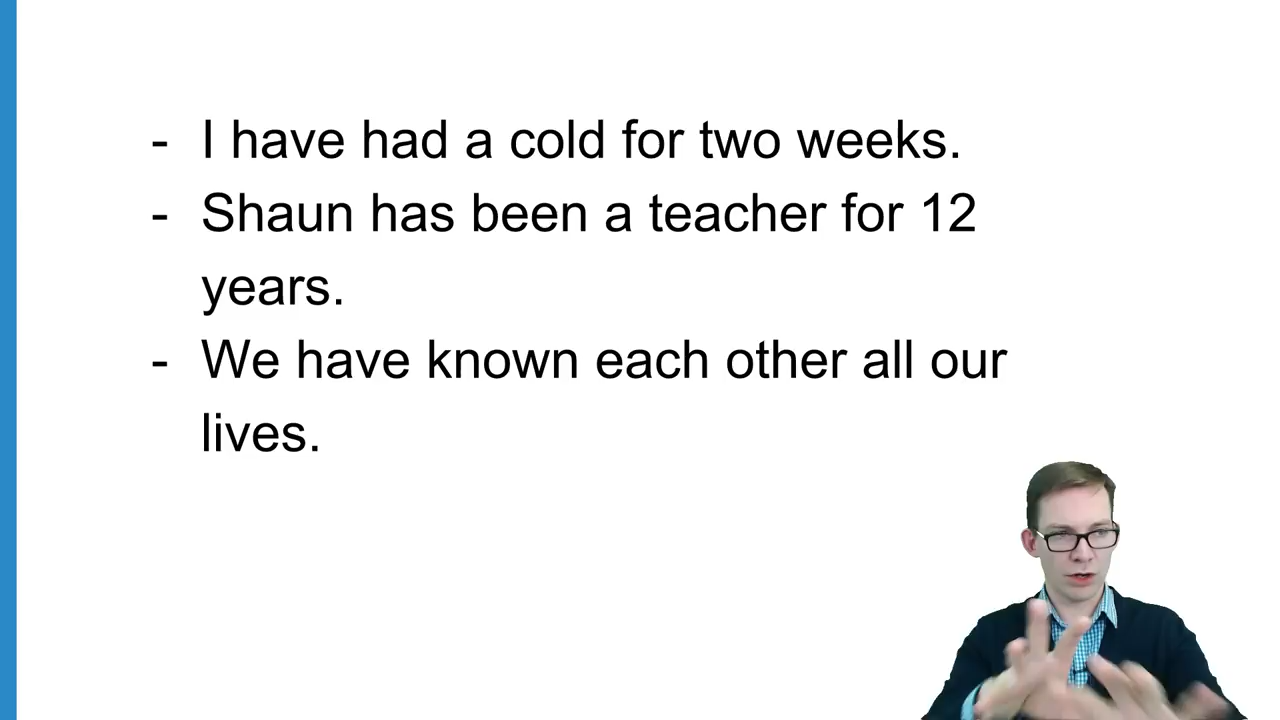 - I have had a cold for two weeks.
- Shaun has been a teacher for 12
years.
- We have known each other all our
lives.